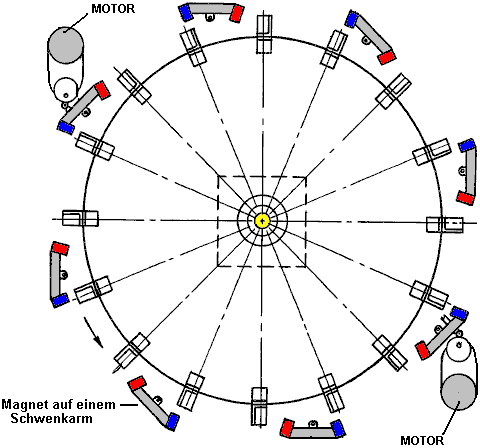 MOTOR
Magnet auf einem
Schwenkarm
MOTOR